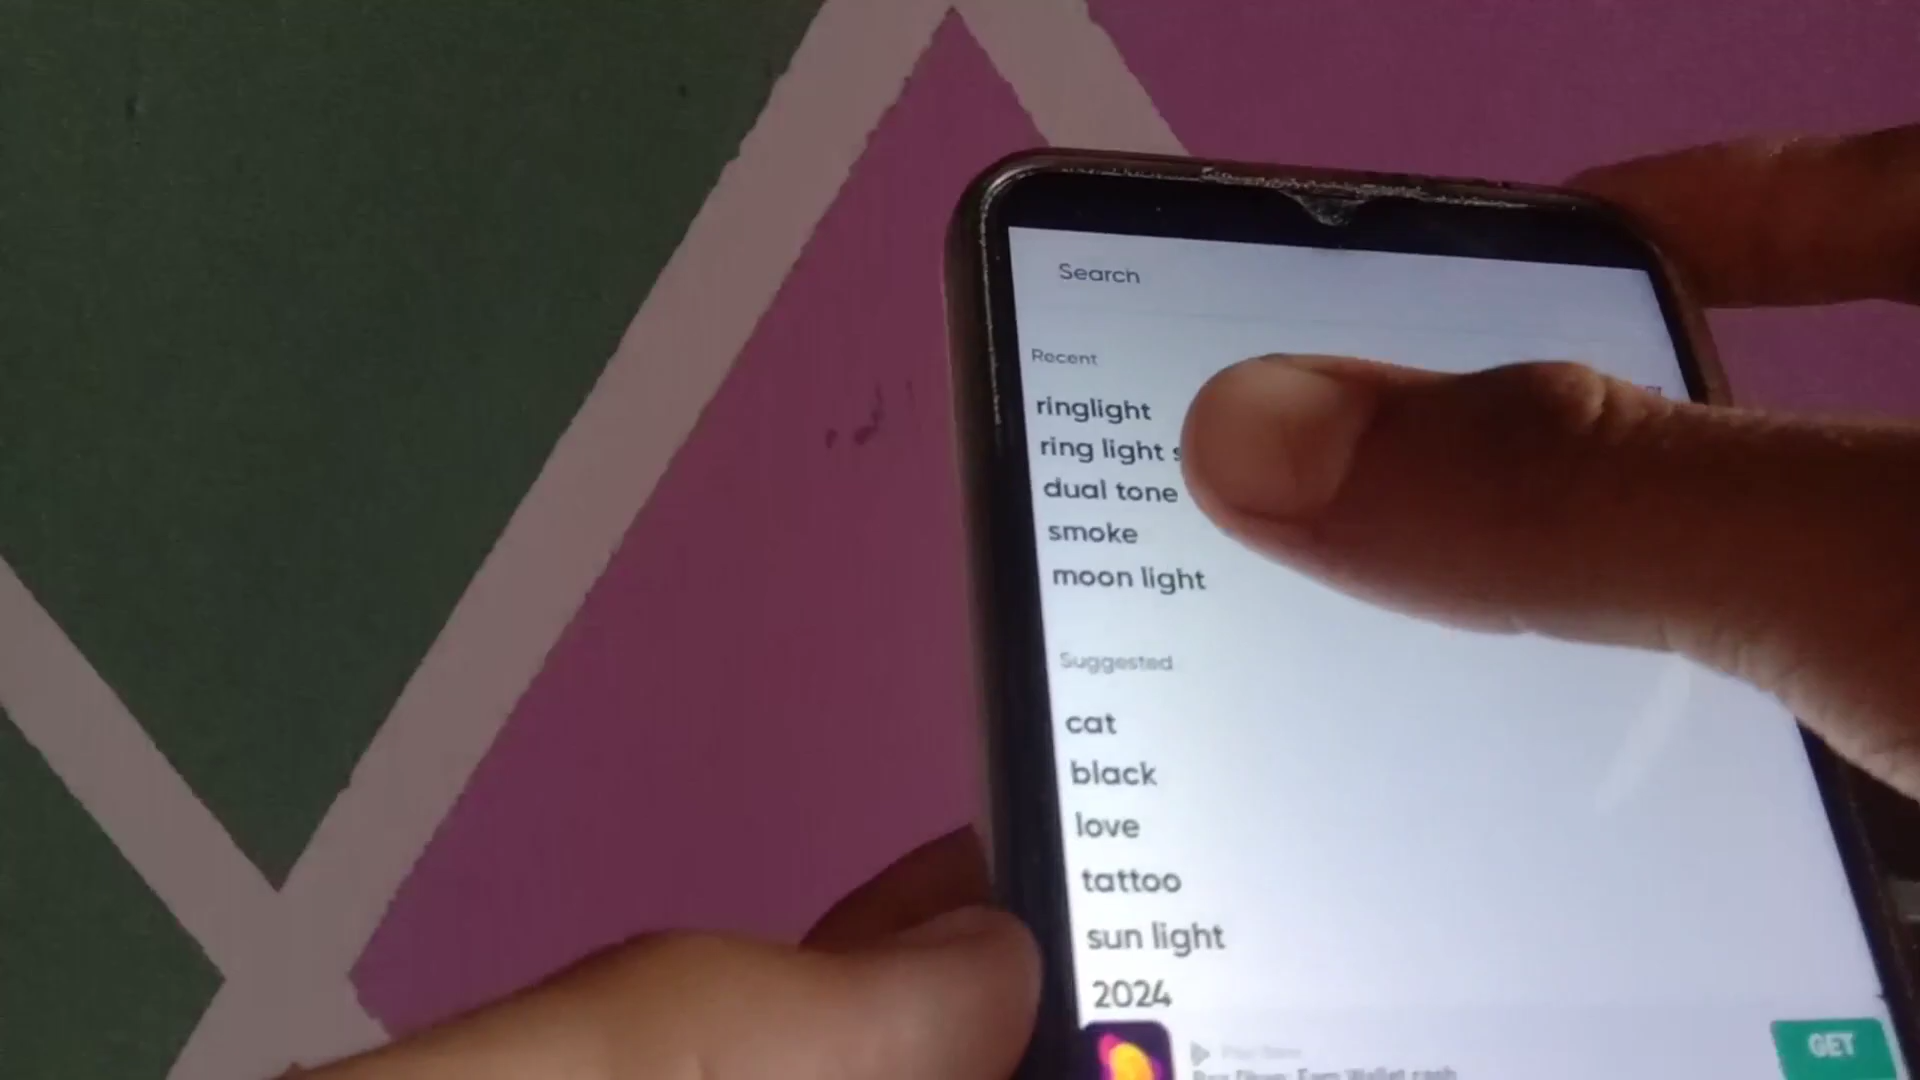 Search
Recent
ringlight
ring light s
dual tone
smoke
moon light
Suggested
cat
black
love
tattoo
sun light
2024
GET